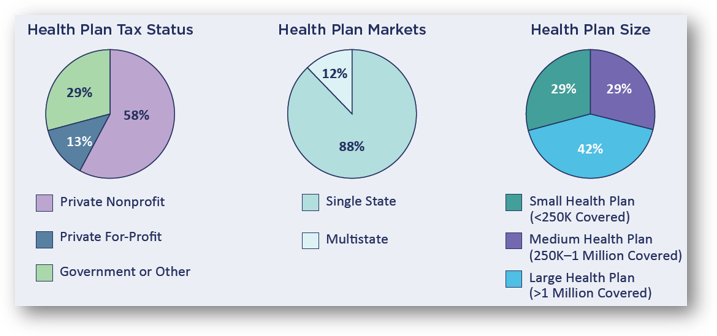 Health Plan Tax Status
29%
58%
13%
Private Nonprofit
Private For-Profit
Government or Other
Health Plan Markets
12%
88%
Single State
Multistate
Health Plan Size
29%
29%
42%
Small Health Plan
(<250K Covered)
Medium Health Plan
(250K–1 Million Covered)
Large Health Plan
(>1 Million Covered)